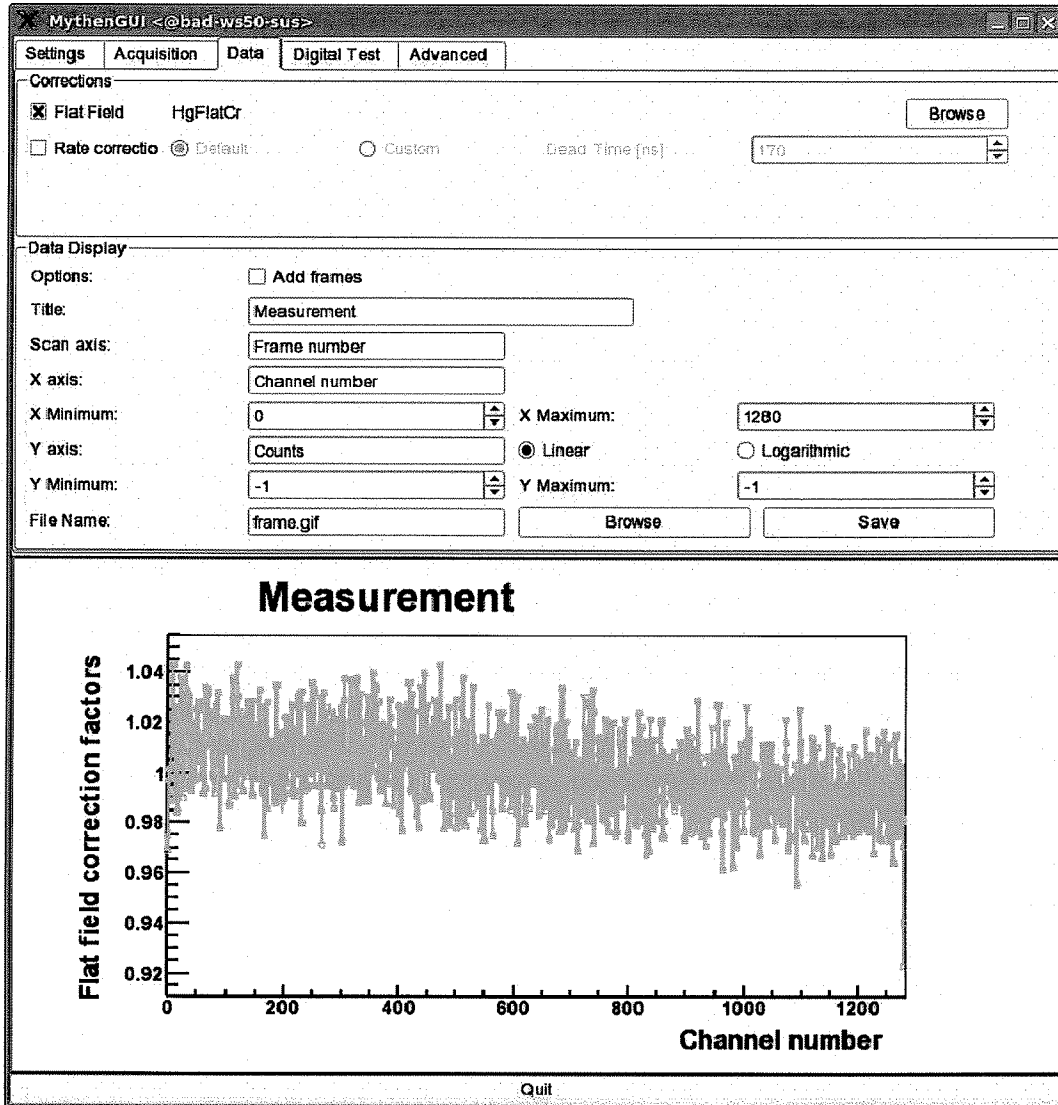 MythenGUI <@bad-ws50-sus>
Settings Acquisition Data Digital Test Advanced
Corrections
Flat Field HgFlatCr Browse
Rate correctio Default Custom Dead Time [ns] 170
Data Display
Options: Add frames
Title: Measurement
Scan axis: Frame number
X axis: Channel number
X Minimum: 0 X Maximum: 1280
Y axis: Counts Linear Logarithmic
Y Minimum: -1 Y Maximum: -1
File Name: frame.gif Browse Save
Measurement
Flat field correction factors
1.04
1.02
1
0.98
0.96
0.94
0.92
0 200 400 600 800 1000 1200
Channel number
Quit